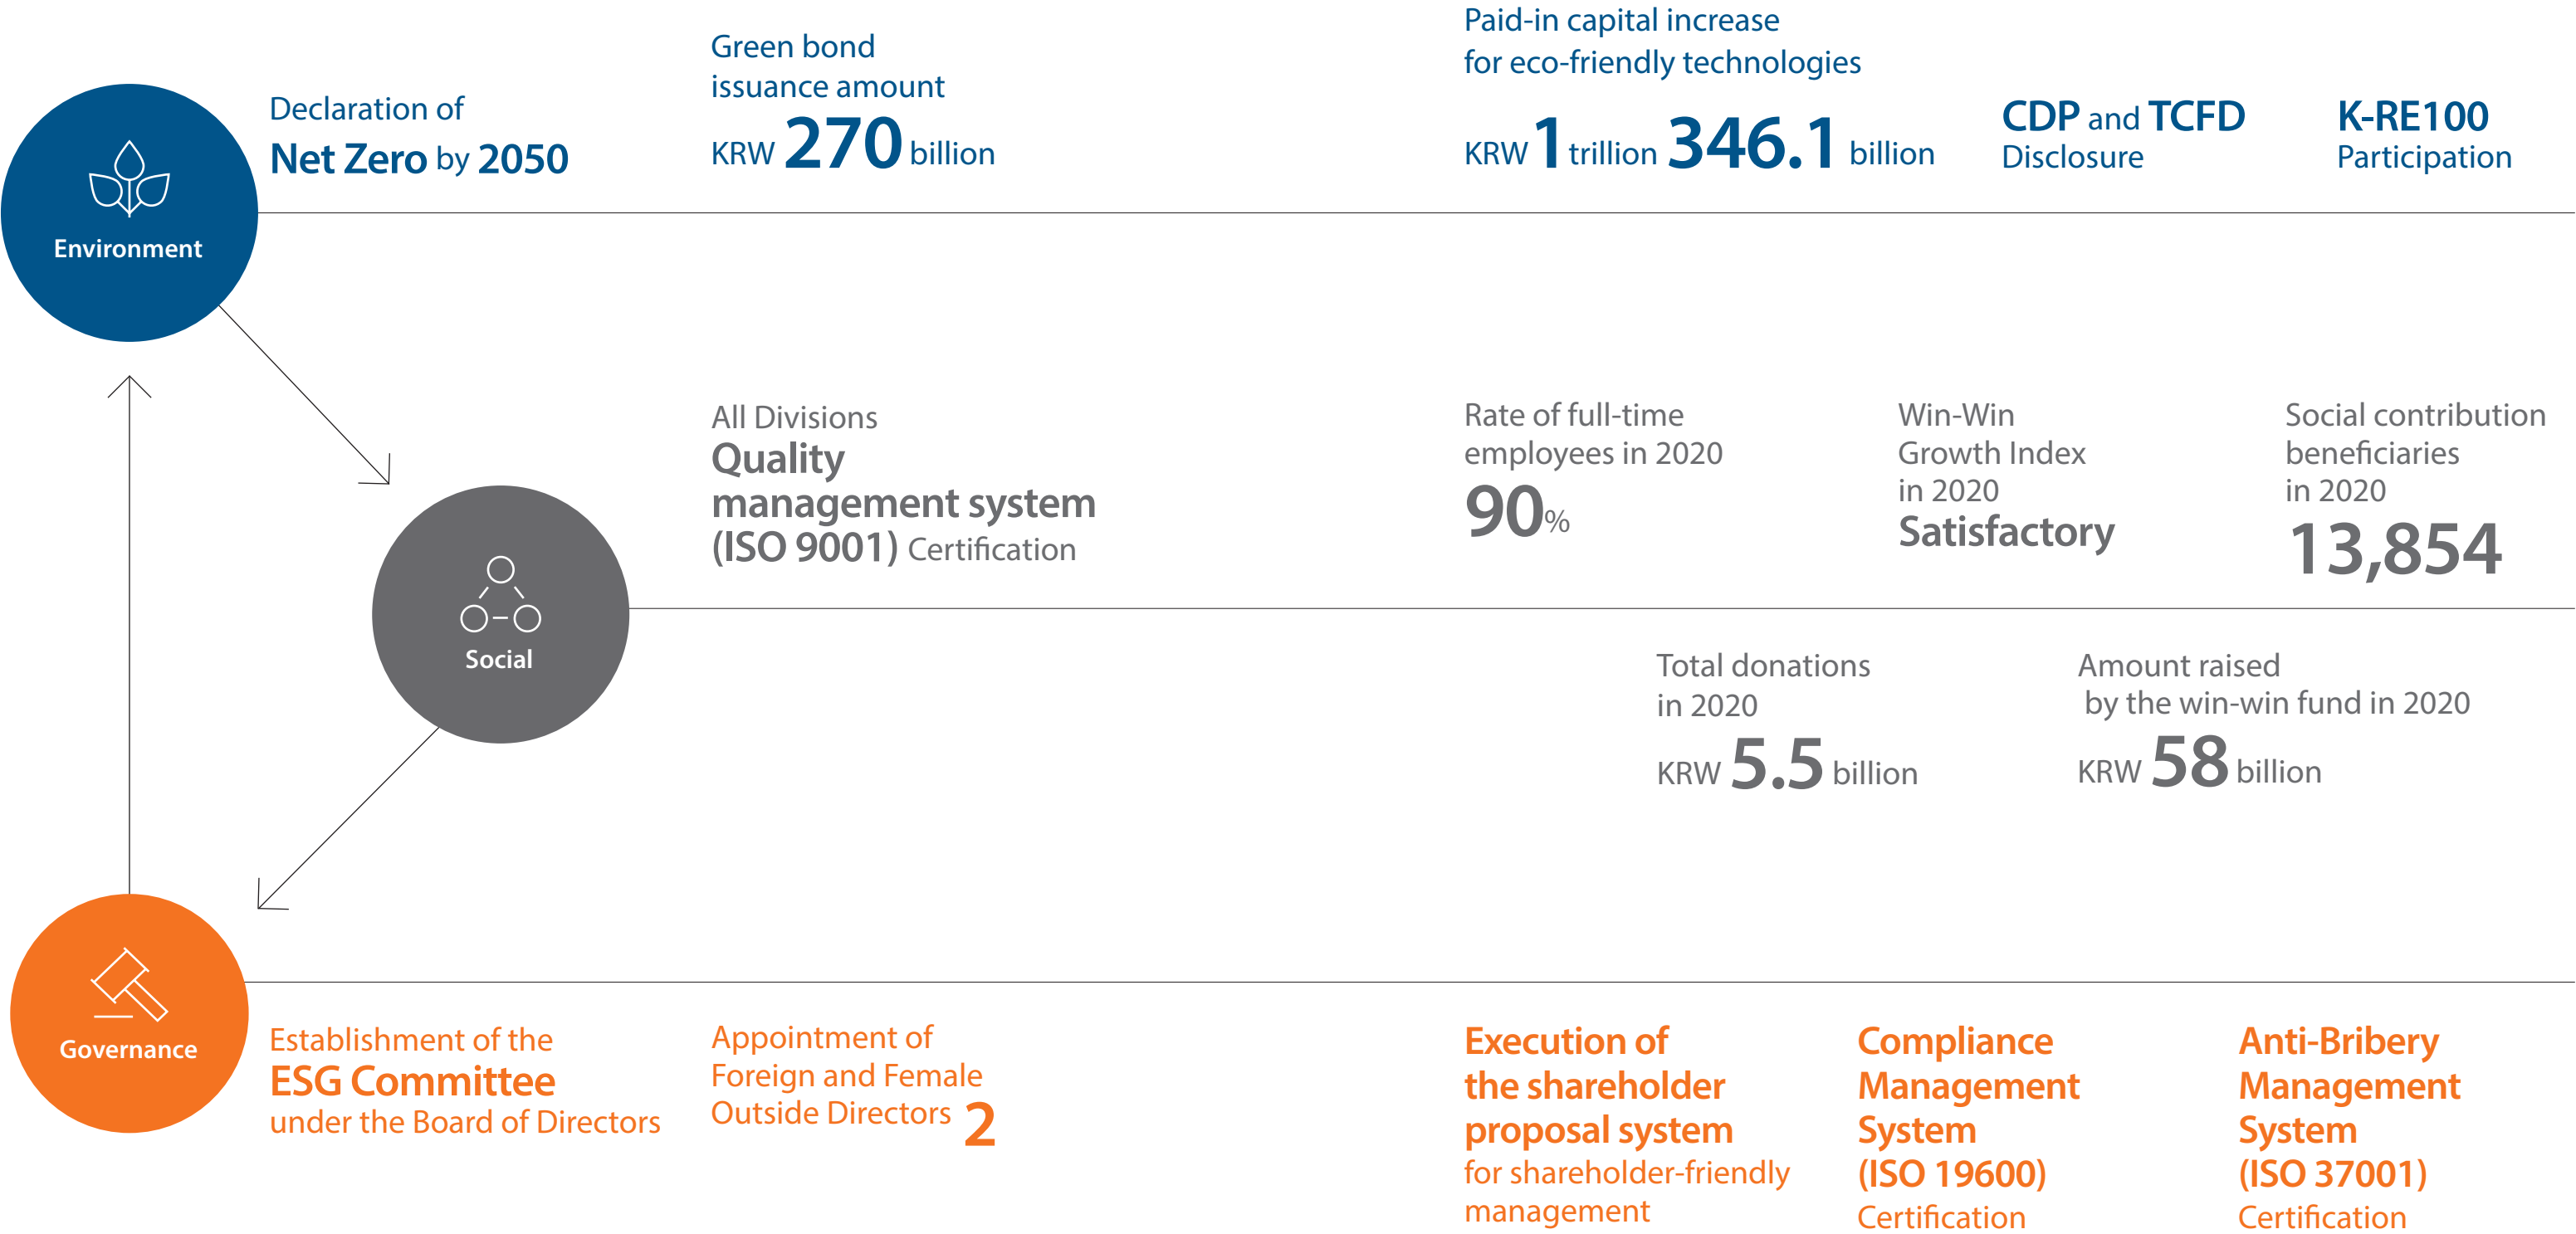 Environment
Declaration of
Net Zero by 2050
Green bond
issuance amount
KRW 270 billion
Paid-in capital increase
for eco-friendly technologies
KRW 1 trillion 346.1 billion
CDP and TCFD
Disclosure
K-RE100
Participation
Social
All Divisions
Quality
management system
(ISO 9001) Certification
Rate of full-time
employees in 2020
90%
Win-Win
Growth Index
in 2020
Satisfactory
Social contribution
beneficiaries
in 2020
13,854
Total donations
in 2020
KRW 5.5 billion
Amount raised
by the win-win fund in 2020
KRW 58 billion
Governance
Establishment of the
ESG Committee
under the Board of Directors
Appointment of
Foreign and Female
Outside Directors 2
Execution of
the shareholder
proposal system
for shareholder-friendly
management
Compliance
Management
System
(ISO 19600)
Certification
Anti-Bribery
Management
System
(ISO 37001)
Certification